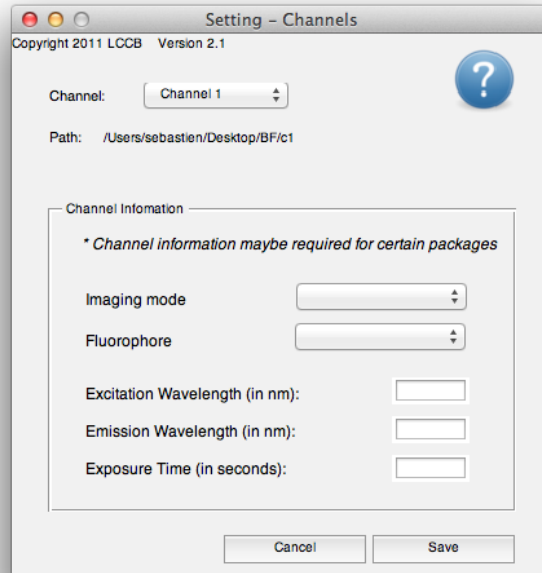 Setting – Channels
Copyright 2011 LCCB Version 2.1
?
Channel: Channel 1
Path: /Users/sebastien/Desktop/BF/c1
Channel Infomation
* Channel information maybe required for certain packages
Imaging mode
Fluorophore
Excitation Wavelength (in nm):
Emission Wavelength (in nm):
Exposure Time (in seconds):
Cancel Save